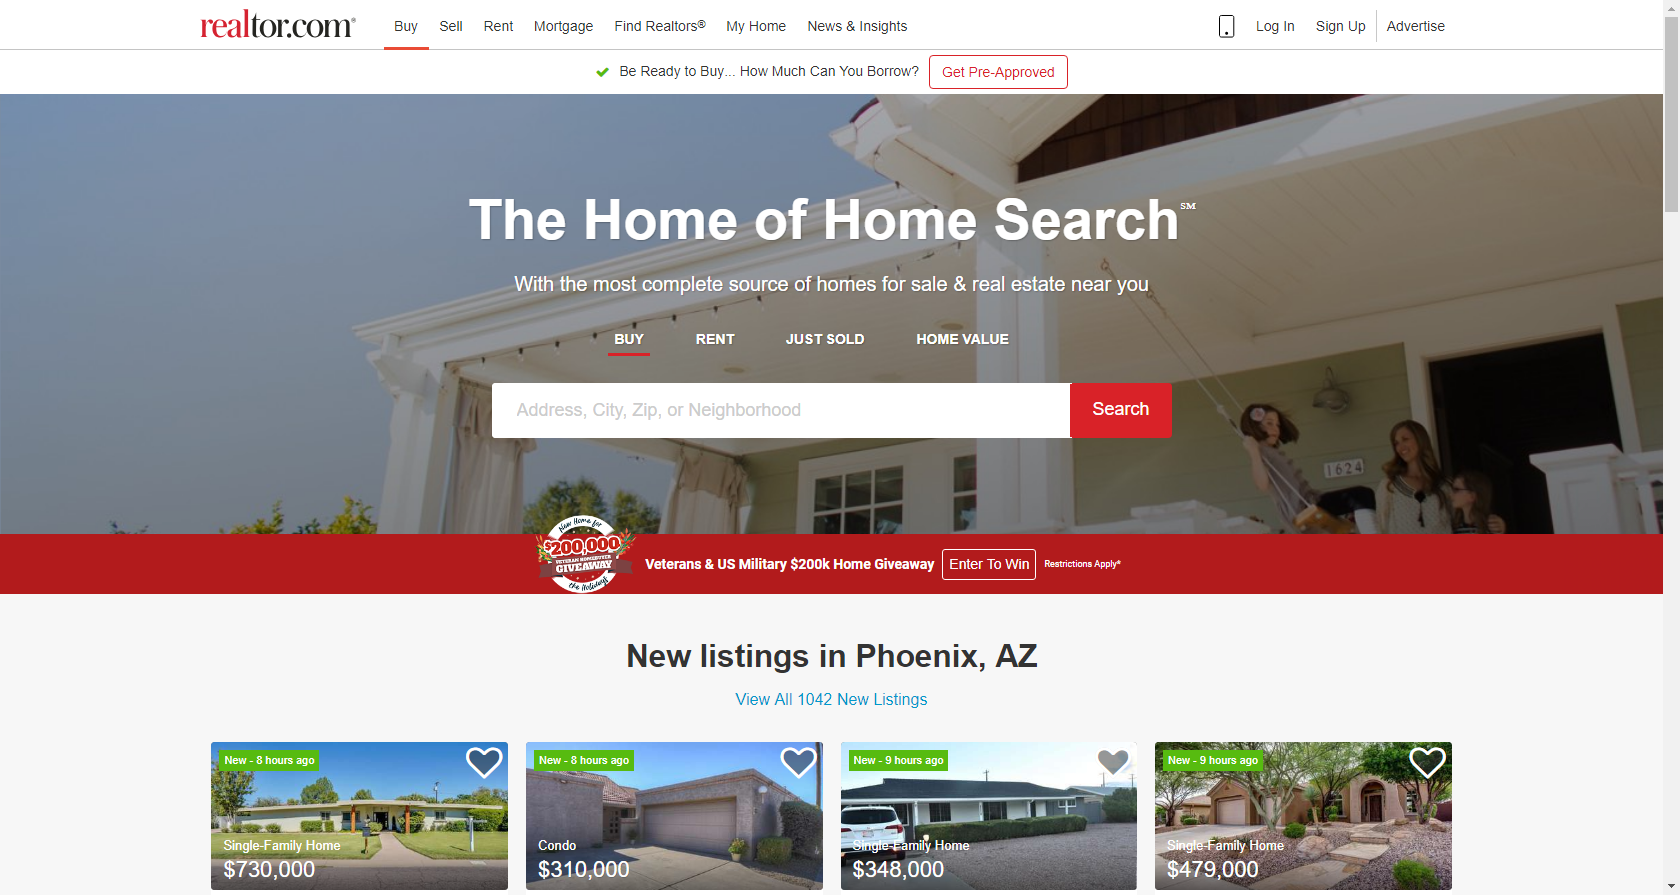 realtor.com®
Buy Sell Rent Mortgage Find Realtors® My Home News & Insights
Log In Sign Up Advertise
Be Ready to Buy... How Much Can You Borrow? Get Pre-Approved
The Home of Home Search℠
With the most complete source of homes for sale & real estate near you
BUY RENT JUST SOLD HOME VALUE
Address, City, Zip, or Neighborhood Search
1624
New Home for
$200,000
VETERAN HOMEBUYER
GIVEAWAY
the Holidays
Veterans & US Military $200k Home Giveaway Enter To Win Restrictions Apply*
New listings in Phoenix, AZ
View All 1042 New Listings
New - 8 hours ago
Single-Family Home
$730,000
New - 8 hours ago
Condo
$310,000
New - 9 hours ago
Single-Family Home
$348,000
New - 9 hours ago
Single-Family Home
$479,000